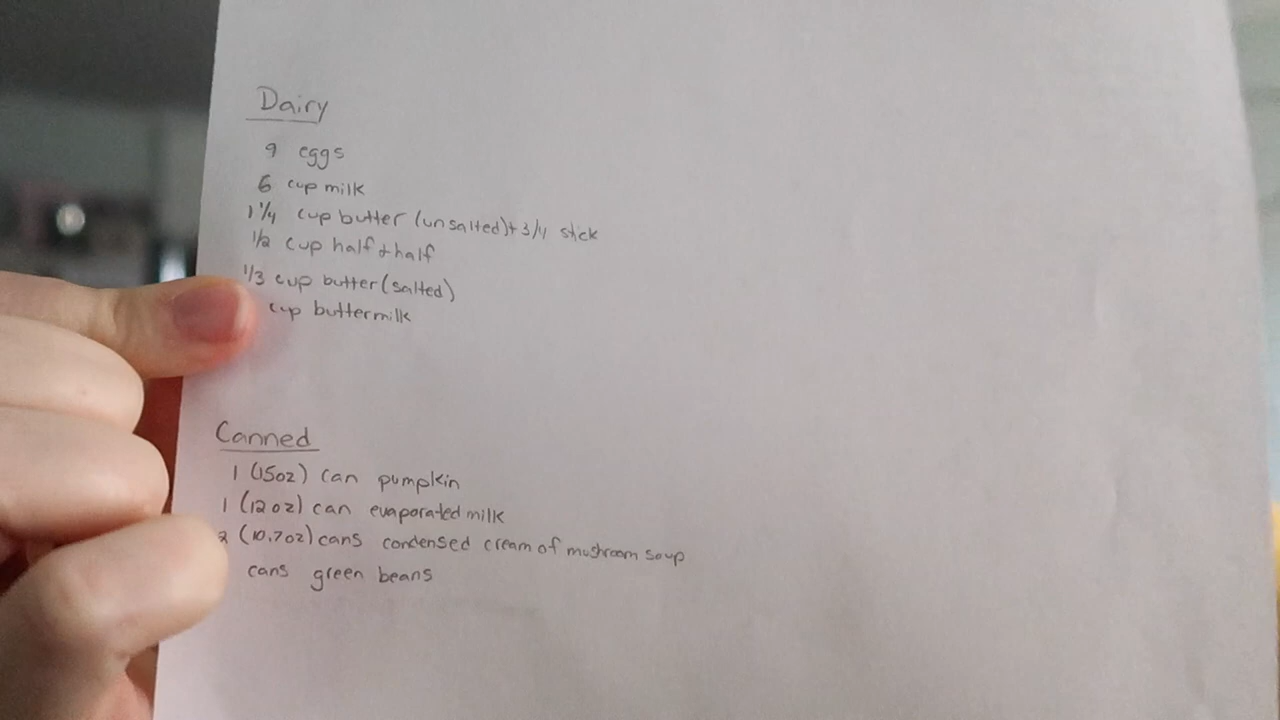 Dairy
9 eggs
6 cup milk
1 1/4 cup butter (unsalted)+ 3/4 stick
1/2 cup half + half
1/3 cup butter (salted)
cup buttermilk
Canned
1 (15oz) can pumpkin
1 (12 oz) can evaporated milk
2 (10.7oz) cans condensed cream of mushroom soup
cans green beans